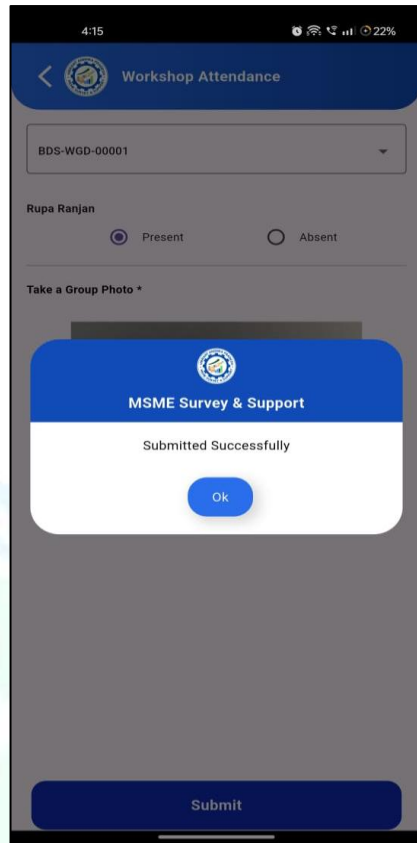 4:15
22%
Workshop Attendance
BDS-WGD-00001
Rupa Ranjan
Present Absent
Take a Group Photo *
MSME Survey & Support
Submitted Successfully
Ok
Submit